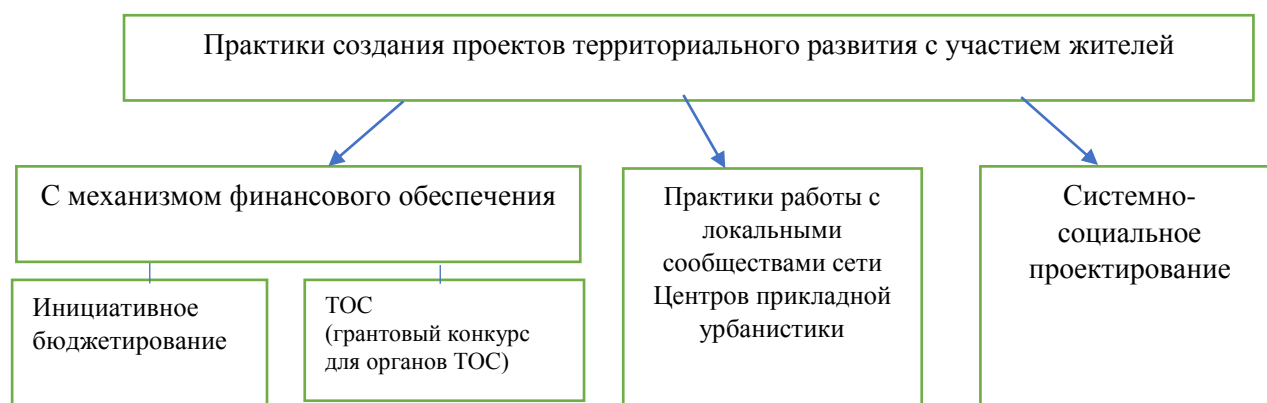 Практики создания проектов территориального развития с участием жителей
С механизмом финансового обеспечения
Инициативное
бюджетирование
ТОС
(грантовый конкурс
для органов ТОС)
Практики работы с
локальными
сообществами сети
Центров прикладной
урбанистики
Системно-
социальное
проектирование